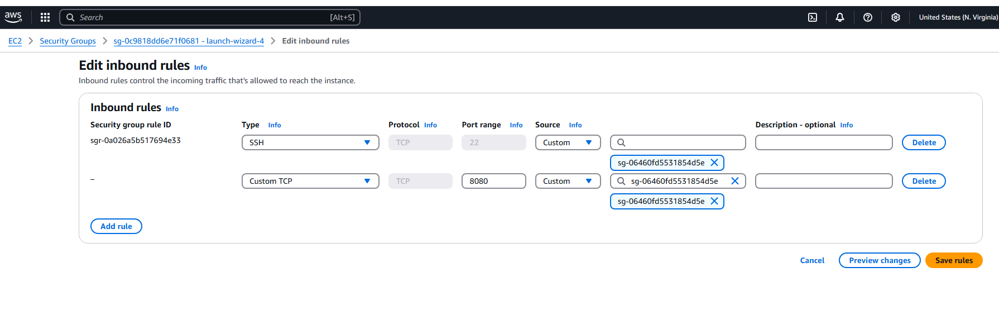 aws Search [Alt+S] United States (N. Virginia)
EC2 > Security Groups > sg-0c9818dd6e71f0681 - launch-wizard-4 > Edit inbound rules
Edit inbound rules Info
Inbound rules control the incoming traffic that's allowed to reach the instance.
Inbound rules Info
Security group rule ID Type Info Protocol Info Port range Info Source Info Description - optional Info
sgr-0a026a5b517694e33 SSH TCP 22 Custom Delete
sg-06460fd5531854d5e
– Custom TCP TCP 8080 Custom sg-06460fd5531854d5e Delete
sg-06460fd5531854d5e
Add rule
Cancel Preview changes Save rules